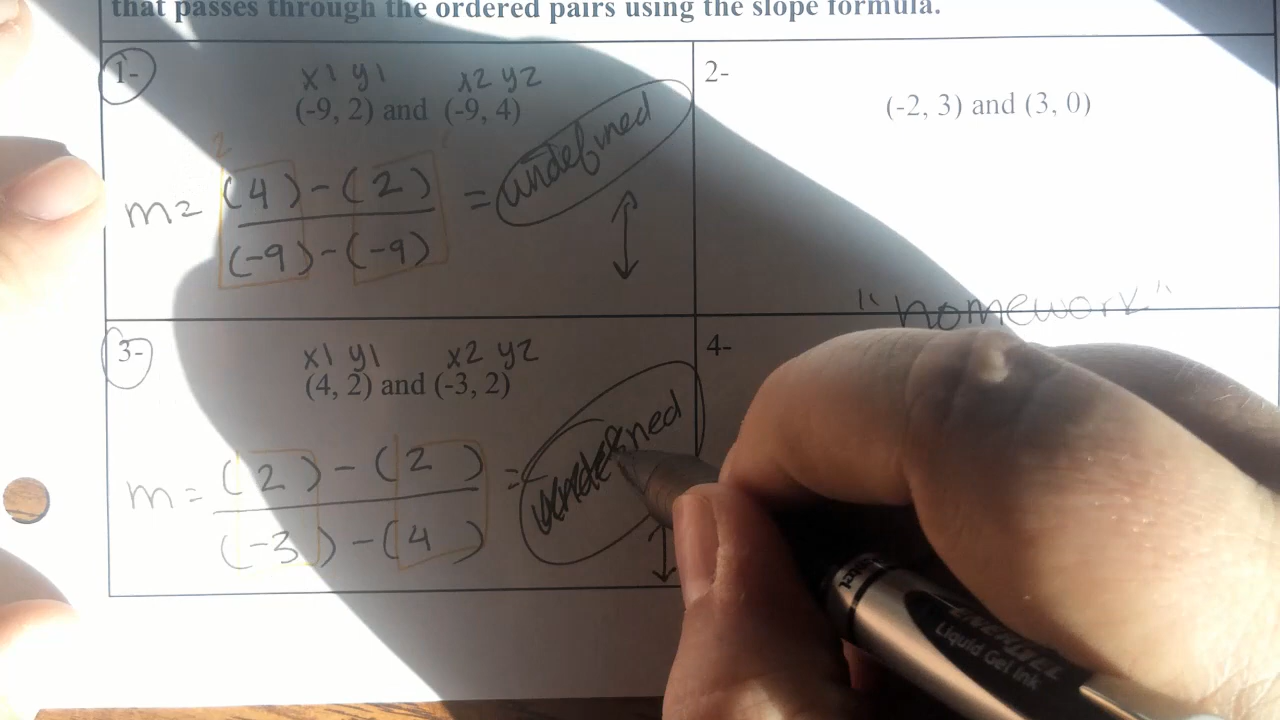 that passes through the ordered pairs using the slope formula.
1-
x1 y1 x2 y2
(-9, 2) and (-9, 4)
m= (4)-(2)
(-9)-(-9)
= undefined
2-
(-2, 3) and (3, 0)
"homework"
3-
x1 y1 x2 y2
(4, 2) and (-3, 2)
m= (2)-(2)
(-3)-(4)
= undefined
4-
ENERGEL
Liquid Gel Ink